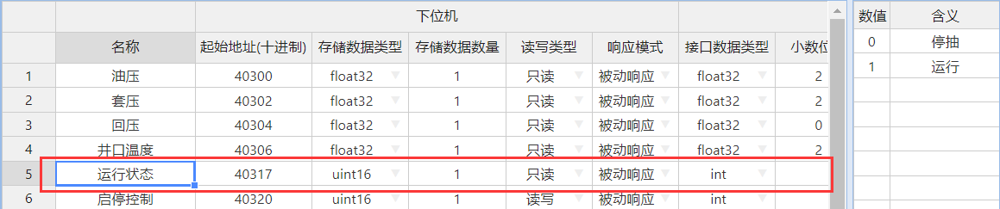 下位机
名称 起始地址(十进制) 存储数据类型 存储数据数量 读写类型 响应模式 接口数据类型 小数位
1 油压 40300 float32 1 只读 被动响应 float32 2
2 套压 40302 float32 1 只读 被动响应 float32 2
3 回压 40304 float32 1 只读 被动响应 float32 0
4 井口温度 40306 float32 1 只读 被动响应 float32 2
5 运行状态 40317 uint16 1 只读 被动响应 int
6 启停控制 40320 uint16 1 读写 被动响应 int
数值 含义
0 停抽
1 运行